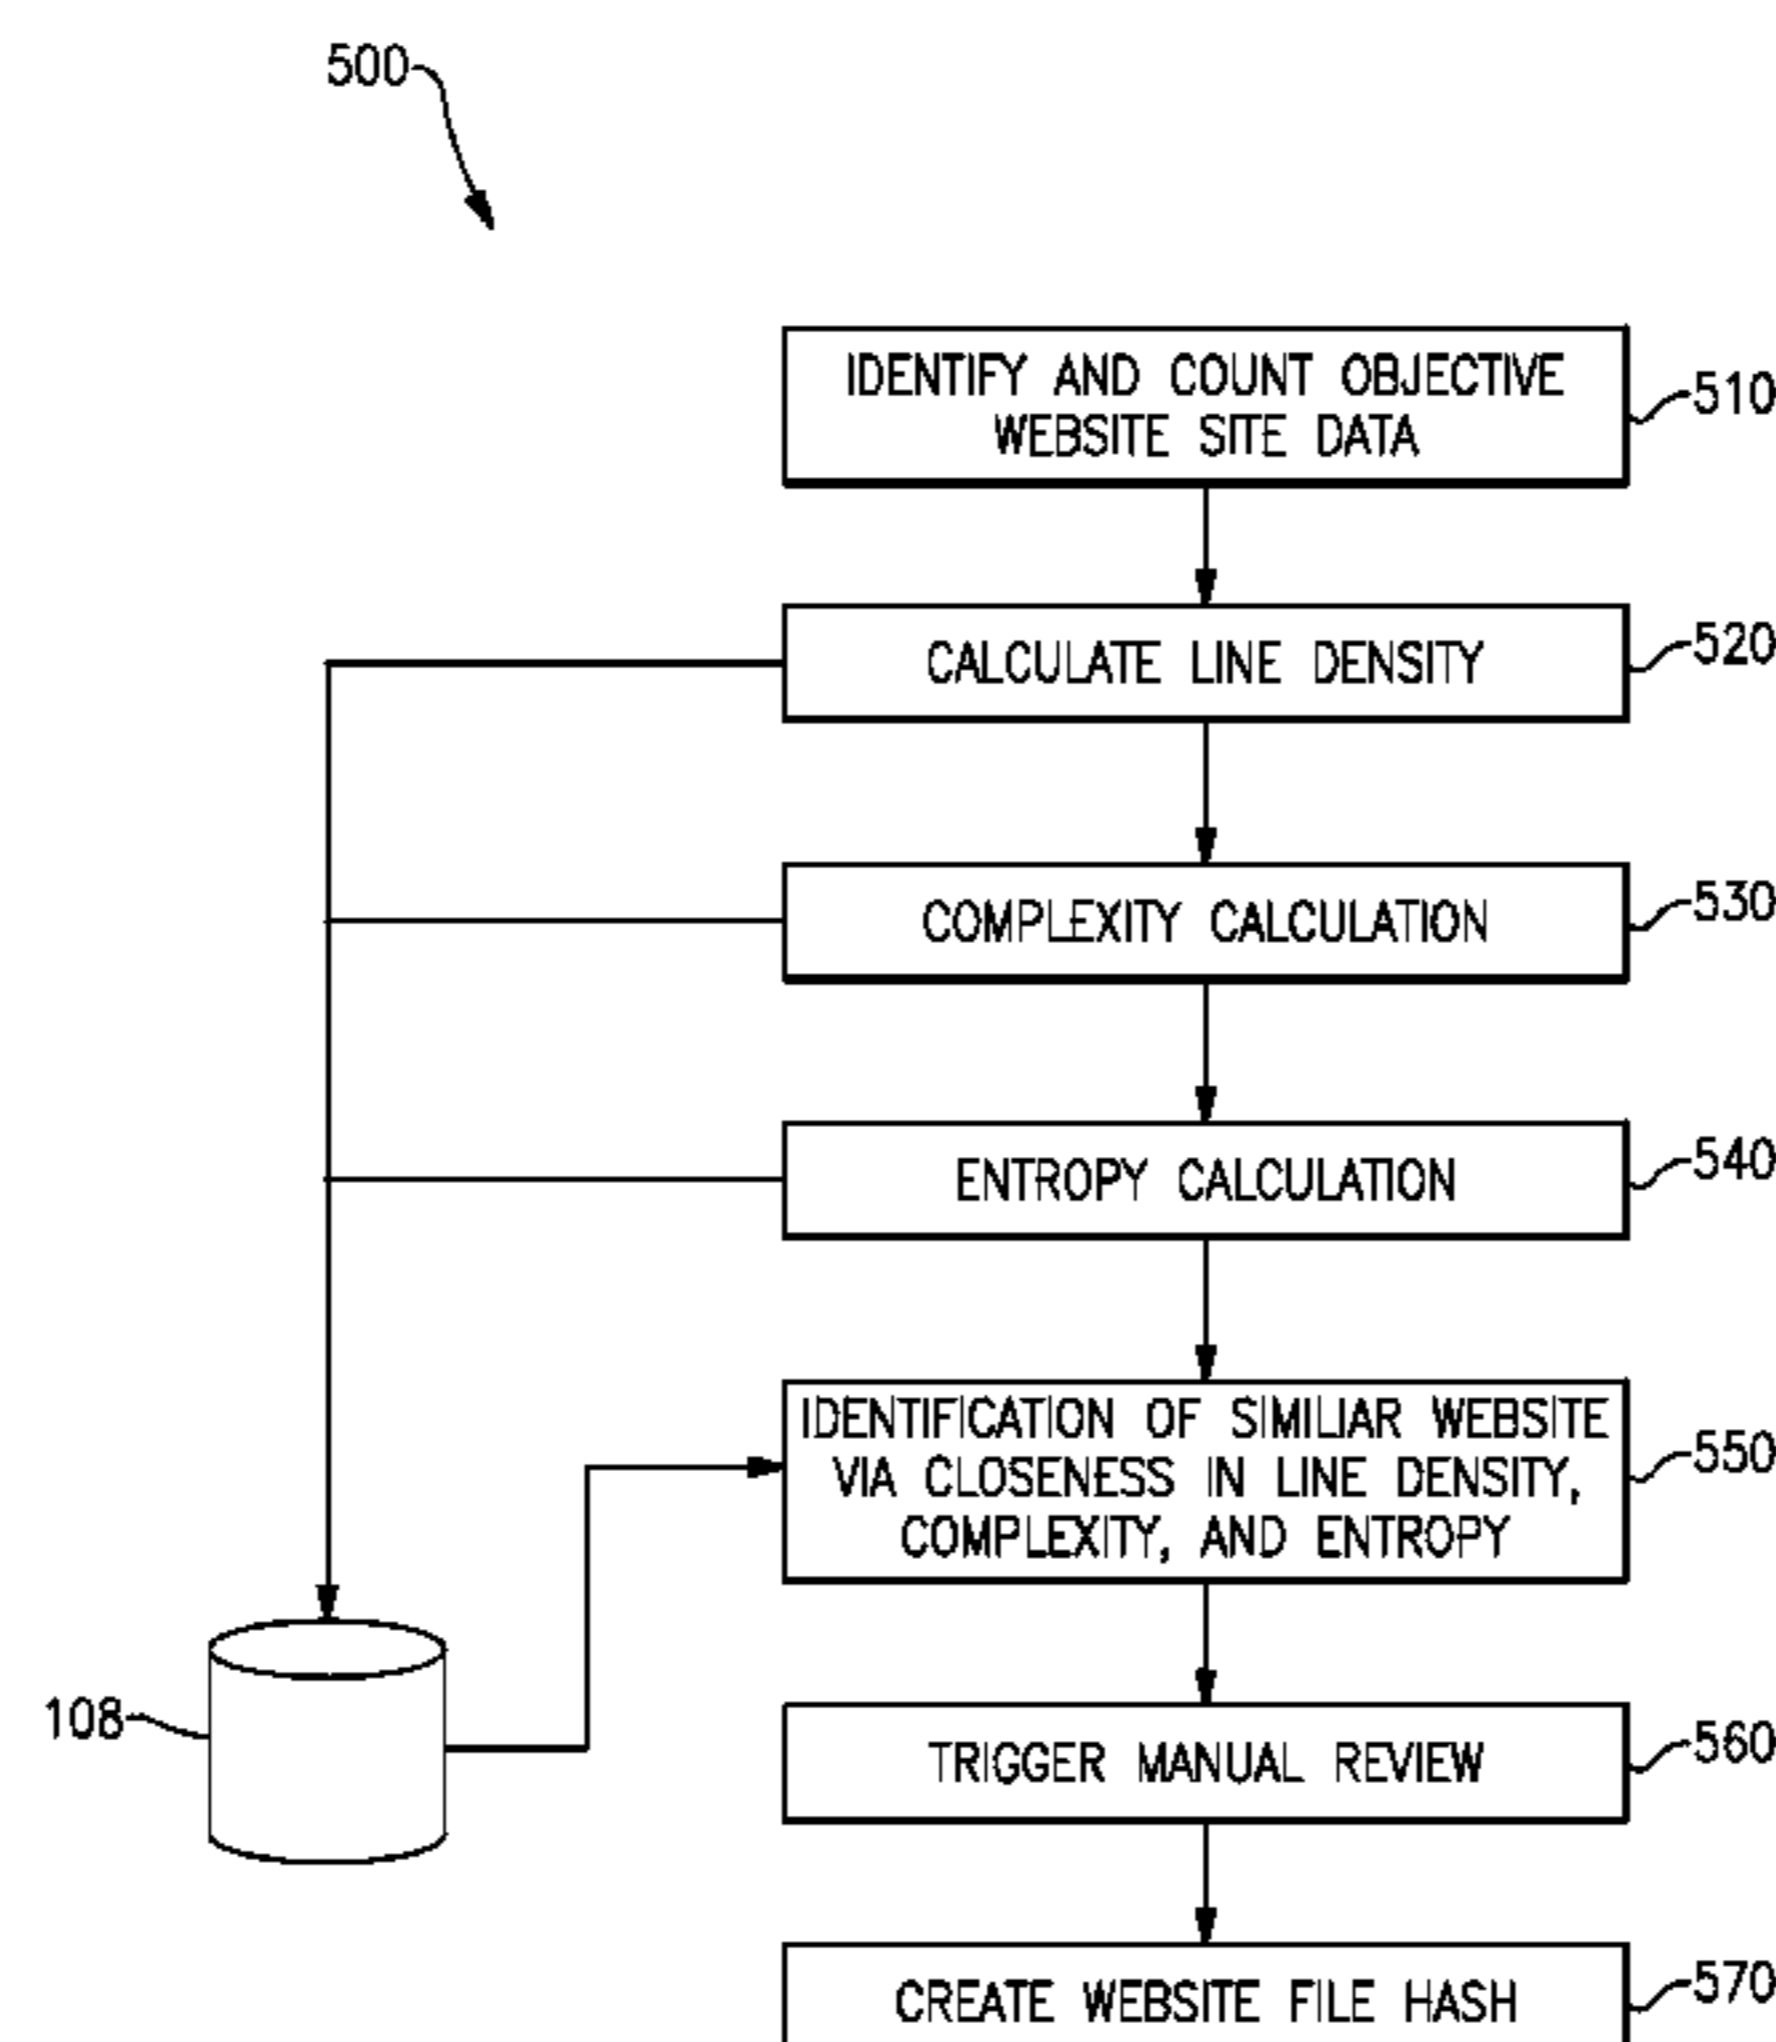 500
IDENTIFY AND COUNT OBJECTIVE
WEBSITE SITE DATA
510
CALCULATE LINE DENSITY
520
COMPLEXITY CALCULATION
530
ENTROPY CALCULATION
540
IDENTIFICATION OF SIMILIAR WEBSITE
VIA CLOSENESS IN LINE DENSITY,
COMPLEXITY, AND ENTROPY
550
108
TRIGGER MANUAL REVIEW
560
CREATE WEBSITE FILE HASH
570